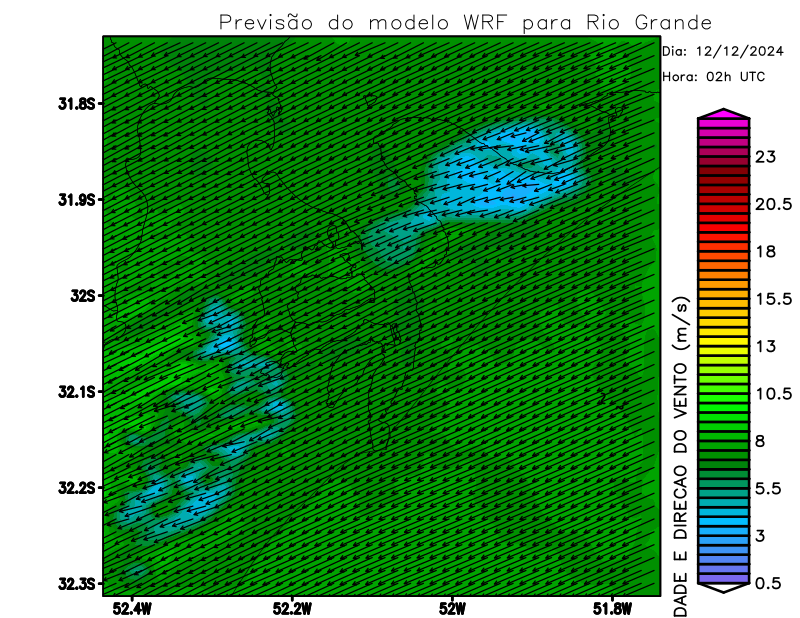 Previsão do modelo WRF para Rio Grande
Dia: 12/12/2024
Hora: 02h UTC
31.8S
31.9S
32S
32.1S
32.2S
32.3S
52.4W
52.2W
52W
51.8W
23
20.5
18
15.5
13
10.5
8
5.5
3
0.5
DADE E DIRECAO DO VENTO (m/s)